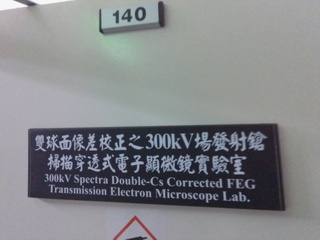 140
雙球面像差校正之300kV場發射鎗
掃描穿透式電子顯微鏡實驗室
300kV Spectra Double-Cs Corrected FEG
Transmission Electron Microscope Lab.